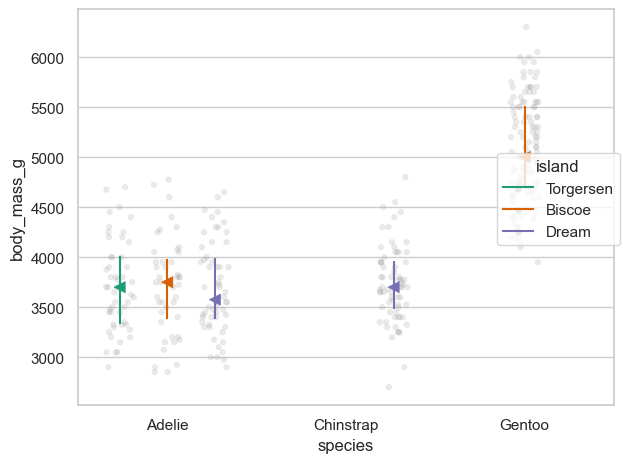 6000
5500
5000
4500
4000
3500
3000
body_mass_g
island
Torgersen
Biscoe
Dream
Adelie
Chinstrap
Gentoo
species